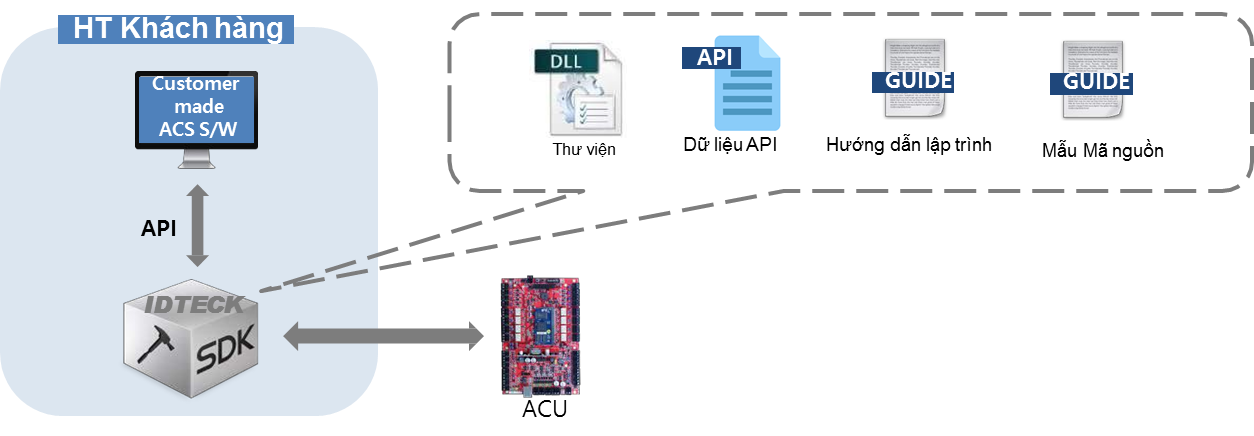 HT Khách hàng
Customer
made
ACS S/W
API
IDTECK
SDK
DLL
Thư viện
API
Dữ liệu API
GUIDE
Hướng dẫn lập trình
GUIDE
Mẫu Mã nguồn
ACU